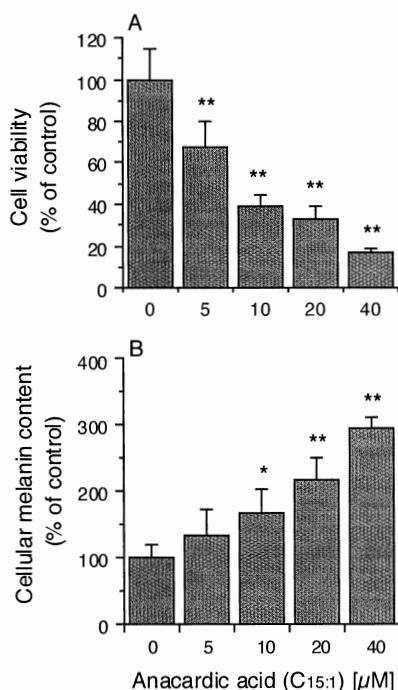 A
Cell viability
(% of control)
120
100
80
60
40
20
0
**
**
**
**
0 5 10 20 40
B
Cellular melanin content
(% of control)
400
300
200
100
0
*
**
**
0 5 10 20 40
Anacardic acid (C15:1) [µM]